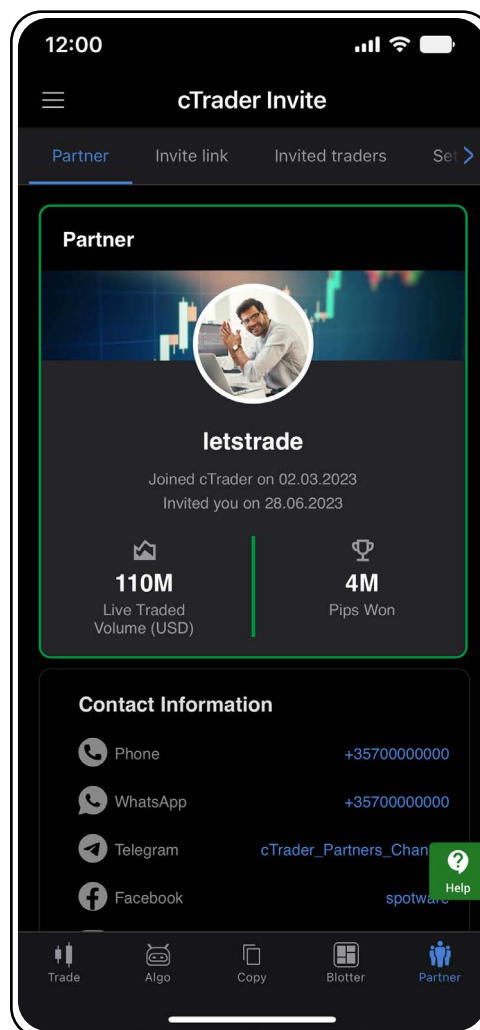 12:00
cTrader Invite
Partner Invite link Invited traders Set
Partner
letstrade
Joined cTrader on 02.03.2023
Invited you on 28.06.2023
110M 4M
Live Traded Pips Won
Volume (USD)
Contact Information
Phone +35700000000
WhatsApp +35700000000
Telegram cTrader_Partners_Chan
Help
Facebook spotware
Trade Algo Copy Blotter Partner